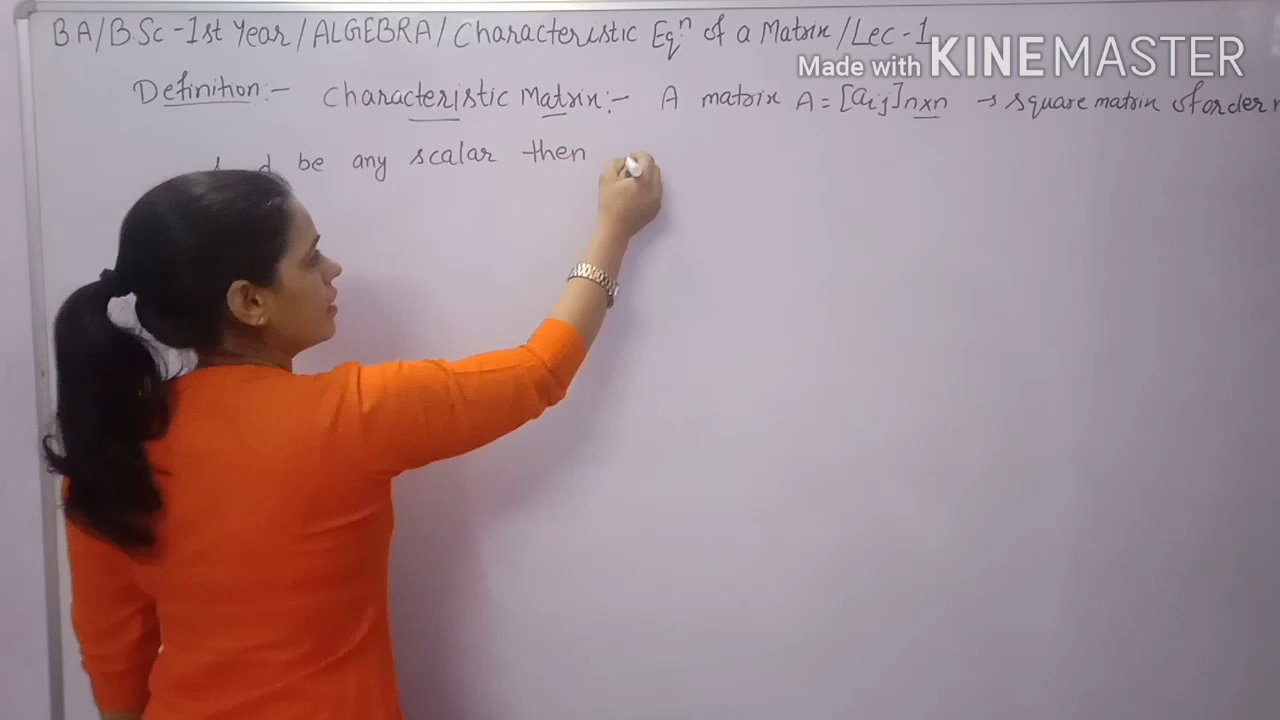 BA/B.Sc-1st Year/ALGEBRA/Characteristic Eqⁿ of a Matrix/Lec-1
Made with KINEMASTER
Definition:- Characteristic Matrix:- A matrix A = [aij]n×n → square matrix of order n
be any scalar then